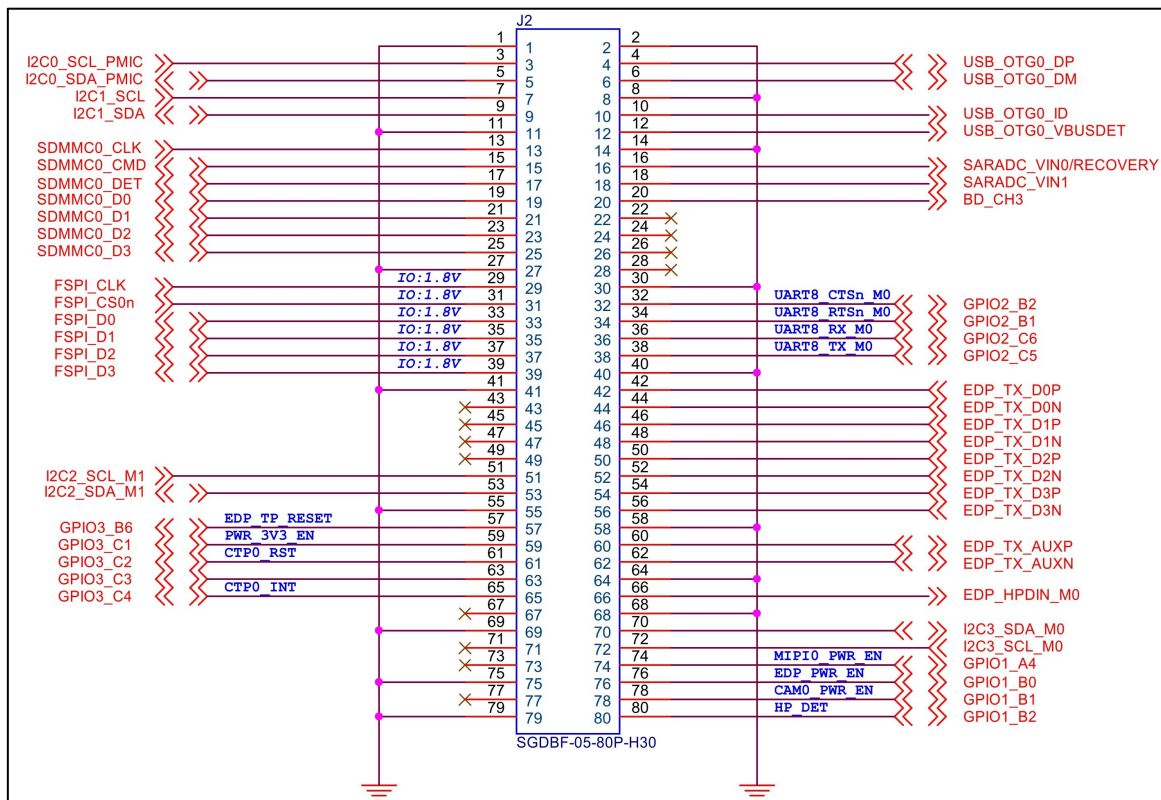 J2
1 1 2 2
I2C0_SCL_PMIC 3 3 4 4 USB_OTG0_DP
I2C0_SDA_PMIC 5 5 6 6 USB_OTG0_DM
I2C1_SCL 7 7 8 8
I2C1_SDA 9 9 10 10 USB_OTG0_ID
11 11 12 12 USB_OTG0_VBUSDET
SDMMC0_CLK 13 13 14 14
SDMMC0_CMD 15 15 16 16 SARADC_VIN0/RECOVERY
SDMMC0_DET 17 17 18 18 SARADC_VIN1
SDMMC0_D0 19 19 20 20 BD_CH3
SDMMC0_D1 21 21 22 22
SDMMC0_D2 23 23 24 24
SDMMC0_D3 25 25 26 26
27 27 28 28
FSPI_CLK IO:1.8V 29 29 30 30
FSPI_CS0n IO:1.8V 31 31 32 32 UART8_CTSn_M0 GPIO2_B2
FSPI_D0 IO:1.8V 33 33 34 34 UART8_RTSn_M0 GPIO2_B1
FSPI_D1 IO:1.8V 35 35 36 36 UART8_RX_M0 GPIO2_C6
FSPI_D2 IO:1.8V 37 37 38 38 UART8_TX_M0 GPIO2_C5
FSPI_D3 IO:1.8V 39 39 40 40
41 41 42 42 EDP_TX_D0P
43 43 44 44 EDP_TX_D0N
45 45 46 46 EDP_TX_D1P
47 47 48 48 EDP_TX_D1N
49 49 50 50 EDP_TX_D2P
I2C2_SCL_M1 51 51 52 52 EDP_TX_D2N
I2C2_SDA_M1 53 53 54 54 EDP_TX_D3P
55 55 56 56 EDP_TX_D3N
GPIO3_B6 EDP_TP_RESET 57 57 58 58
GPIO3_C1 PWR_3V3_EN 59 59 60 60 EDP_TX_AUXP
GPIO3_C2 CTP0_RST 61 61 62 62 EDP_TX_AUXN
GPIO3_C3 63 63 64 64
GPIO3_C4 CTP0_INT 65 65 66 66 EDP_HPDIN_M0
67 67 68 68
69 69 70 70 I2C3_SDA_M0
71 71 72 72 I2C3_SCL_M0
73 73 74 74 MIPI0_PWR_EN GPIO1_A4
75 75 76 76 EDP_PWR_EN GPIO1_B0
77 77 78 78 CAM0_PWR_EN GPIO1_B1
79 79 80 80 HP_DET GPIO1_B2
SGDBF-05-80P-H30